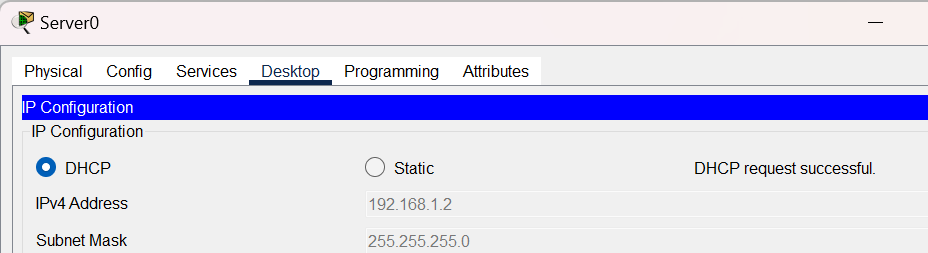 Server0
Physical Config Services Desktop Programming Attributes
IP Configuration
IP Configuration
DHCP Static DHCP request successful.
IPv4 Address 192.168.1.2
Subnet Mask 255.255.255.0